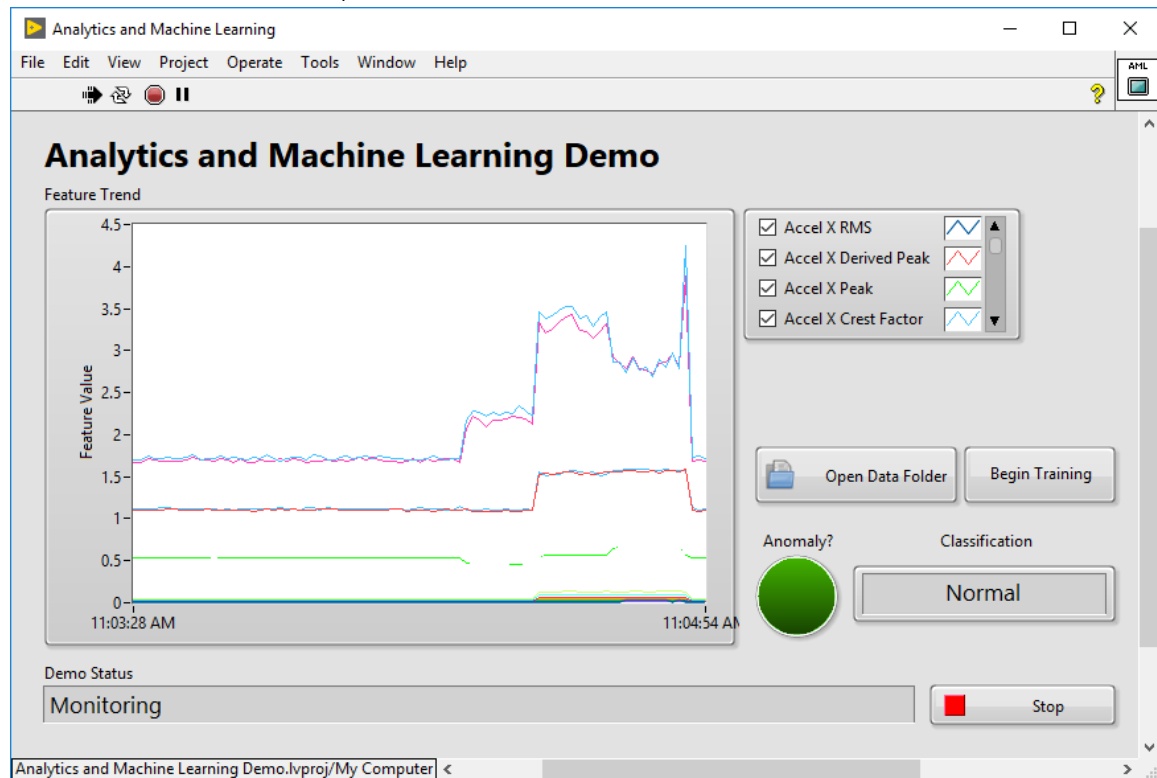 Analytics and Machine Learning
File Edit View Project Operate Tools Window Help
AML
Analytics and Machine Learning Demo
Feature Trend
4.5
4
3.5
3
2.5
2
1.5
1
0.5
0
Feature Value
11:03:28 AM 11:04:54 AM
Accel X RMS
Accel X Derived Peak
Accel X Peak
Accel X Crest Factor
Open Data Folder Begin Training
Anomaly? Classification
Normal
Demo Status
Monitoring Stop
Analytics and Machine Learning Demo.lvproj/My Computer